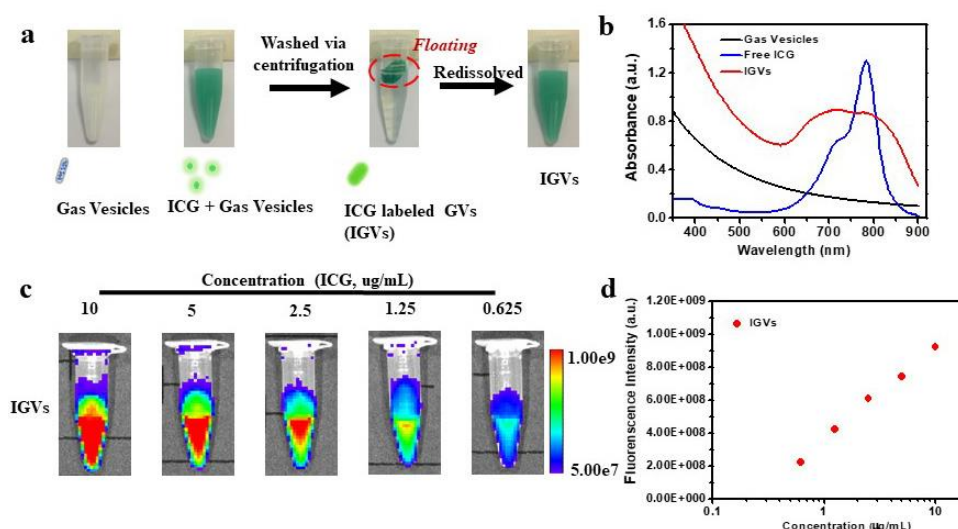 a
Washed via
centrifugation
Floating
Redissolved
Gas Vesicles
ICG + Gas Vesicles
ICG labeled GVs
(IGVs)
IGVs
b
Gas Vesicles
Free ICG
IGVs
1.6
1.2
0.8
0.4
0.0
Absorbance (a.u.)
400 500 600 700 800 900
Wavelength (nm)
c
Concentration (ICG, ug/mL)
10 5 2.5 1.25 0.625
IGVs
1.00e9
5.00e7
d
IGVs
1.20E+009
1.00E+009
8.00E+008
6.00E+008
4.00E+008
2.00E+008
0.00E+000
Fluorenscence Intensity (a.u.)
0.1 1 10
Concentration (μg/mL)